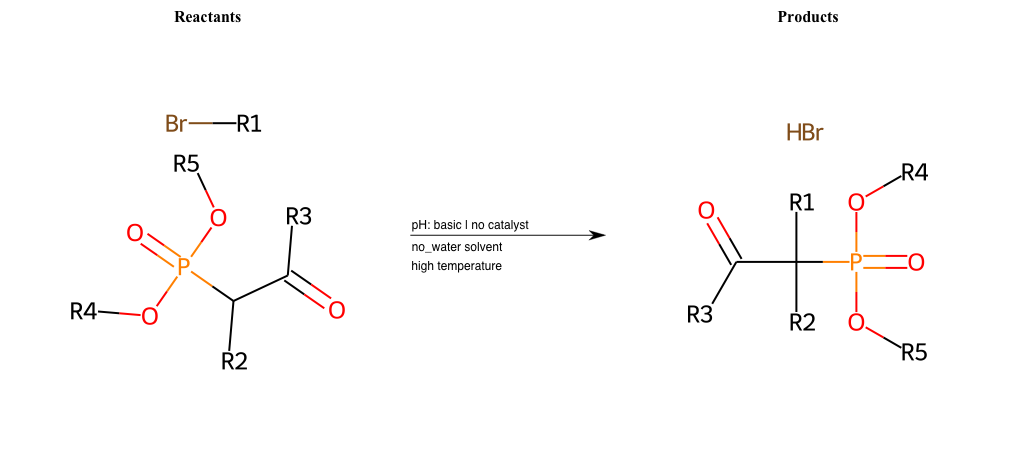 Reactants
Products
Br R1
HBr
R5
R4
O
R3
O
R1
O
O
P
R4 O
O
R2
P O
R3
R2
O
R5
pH: basic | no catalyst
no_water solvent
high temperature